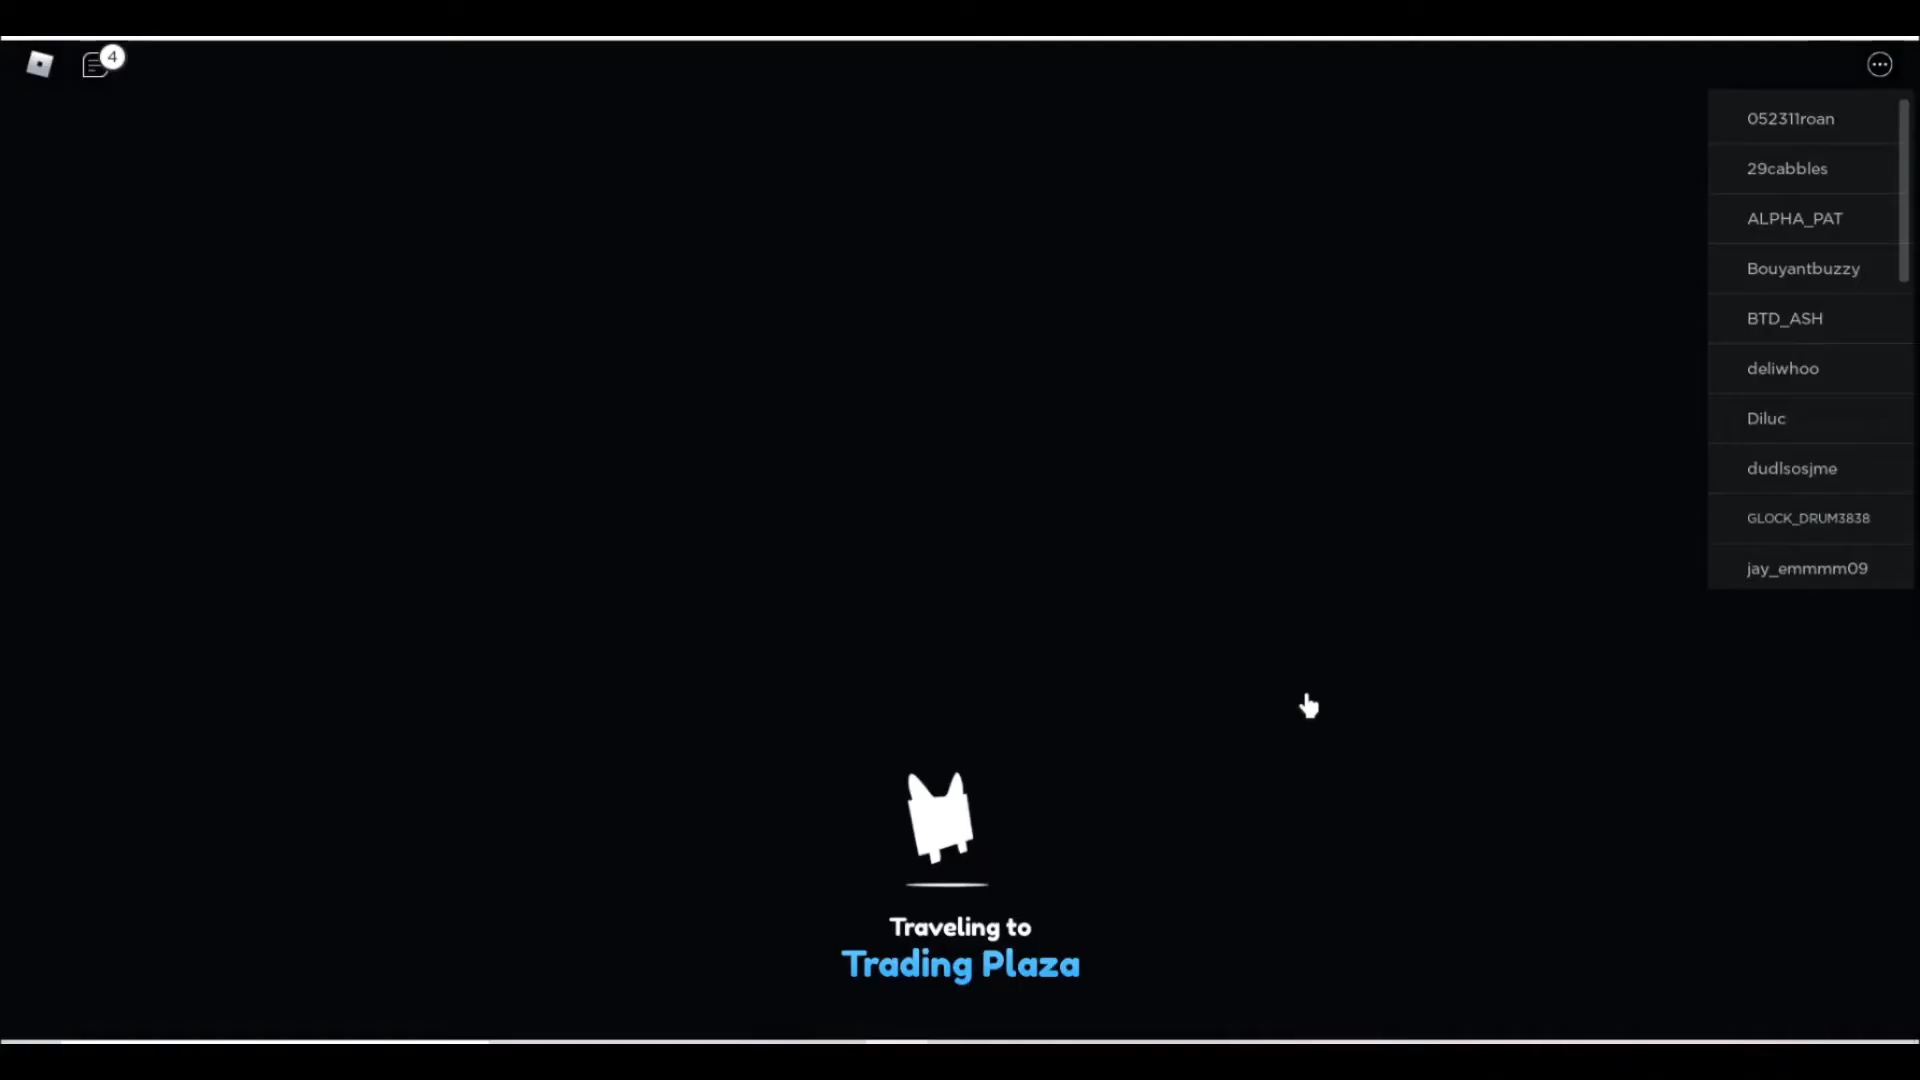 4
052311roan
29cabbles
ALPHA_PAT
Bouyantbuzzy
BTD_ASH
deliwhoo
Diluc
dudlsosjme
GLOCK_DRUM3838
jay_emmmm09
Traveling to
Trading Plaza